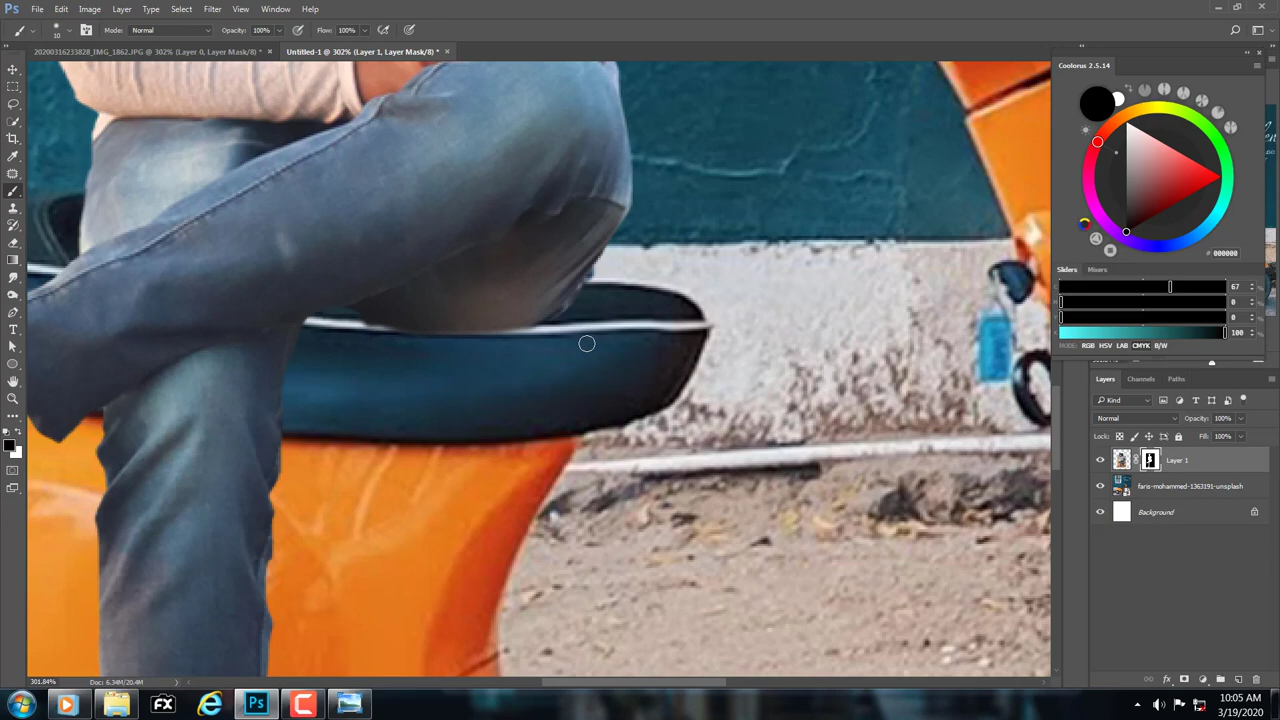 Ps File Edit Image Layer Type Select Filter View Window Help
10 Mode: Normal Opacity: 100% Flow: 100%
20200316233828_IMG_1862.JPG @ 302% (Layer 0, Layer Mask/8) * × Untitled-1 @ 302% (Layer 1, Layer Mask/8) * ×
Coolorus 2.5.14
# 000000
Sliders Mixers
C 67
0
Y 0
100
MODE: RGB HSV LAB CMYK B/W
Layers Channels Paths
Kind
Normal Opacity: 100%
Lock: Fill: 100%
Layer 1
faris-mohammed-1363191-unsplash
Background
301.84% Doc: 6.34M/20.4M
FX Ps
10:05 AM
3/19/2020